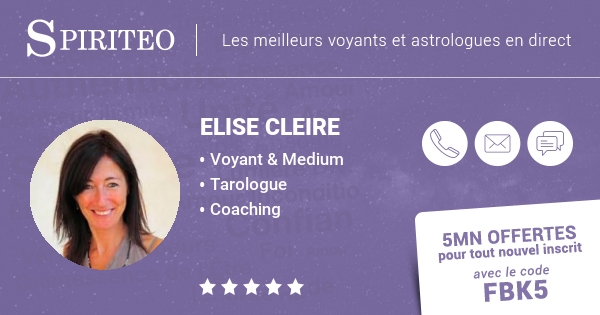 SPIRITEO
Les meilleurs voyants et astrologues en direct
ELISE CLEIRE
• Voyant & Medium
• Tarologue
• Coaching
5MN OFFERTES
pour tout nouvel inscrit
avec le code
FBK5